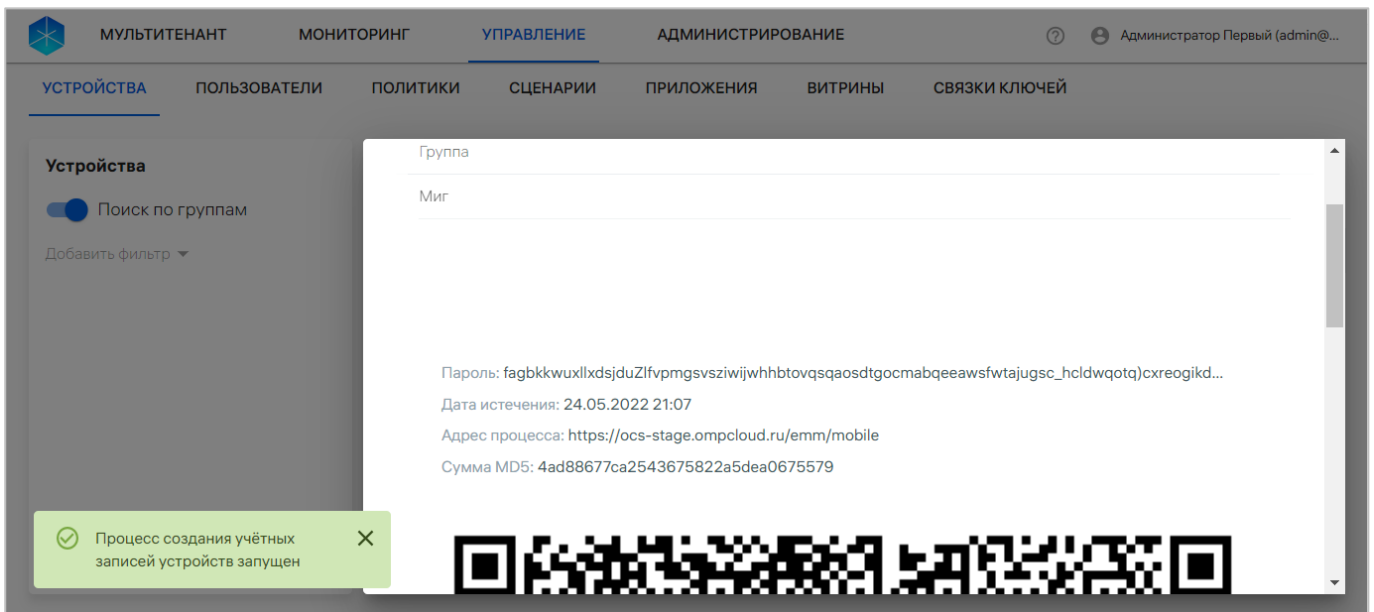 МУЛЬТИТЕНАНТ МОНИТОРИНГ УПРАВЛЕНИЕ АДМИНИСТРИРОВАНИЕ ? Администратор Первый (admin@...
УСТРОЙСТВА ПОЛЬЗОВАТЕЛИ ПОЛИТИКИ СЦЕНАРИИ ПРИЛОЖЕНИЯ ВИТРИНЫ СВЯЗКИ КЛЮЧЕЙ
Устройства
Поиск по группам
Добавить фильтр
Группа
Миг
Пароль: fagbkkwuxllxdsjduZlfvpmgsvsziwijwhhbtovqsqaosdtgocmabqeeawsfwtajugsc_hcldwqotq)cxreogikd...
Дата истечения: 24.05.2022 21:07
Адрес процесса: https://ocs-stage.ompcloud.ru/emm/mobile
Сумма MD5: 4ad88677ca2543675822a5dea0675579
Процесс создания учётных
записей устройств запущен